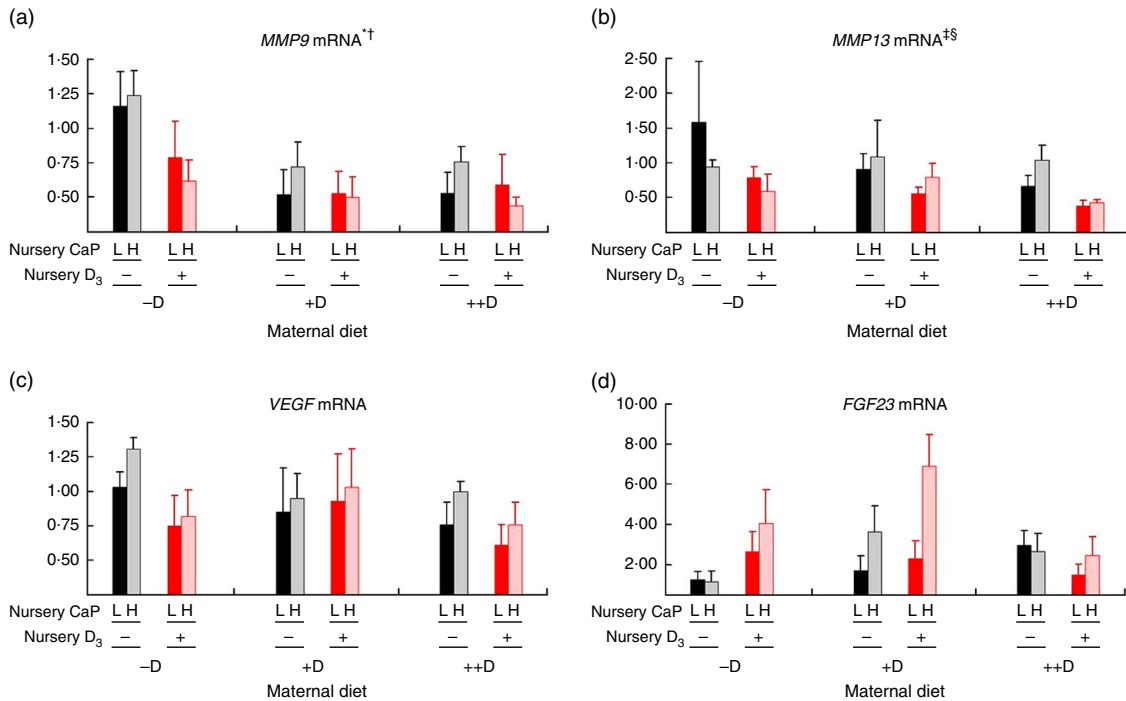 (a)
MMP9 mRNA*†
1·50
1·25
1·00
0·75
0·50
Nursery CaP L H L H L H L H L H L H
Nursery D3 – + – + – +
–D +D ++D
Maternal diet
(b)
MMP13 mRNA‡§
2·50
2·00
1·50
1·00
0·50
Nursery CaP L H L H L H L H L H L H
Nursery D3 – + – + – +
–D +D ++D
Maternal diet
(c)
VEGF mRNA
1·50
1·25
1·00
0·75
0·50
Nursery CaP L H L H L H L H L H L H
Nursery D3 – + – + – +
–D +D ++D
Maternal diet
(d)
FGF23 mRNA
10·00
8·00
6·00
4·00
2·00
Nursery CaP L H L H L H L H L H L H
Nursery D3 – + – + – +
–D +D ++D
Maternal diet